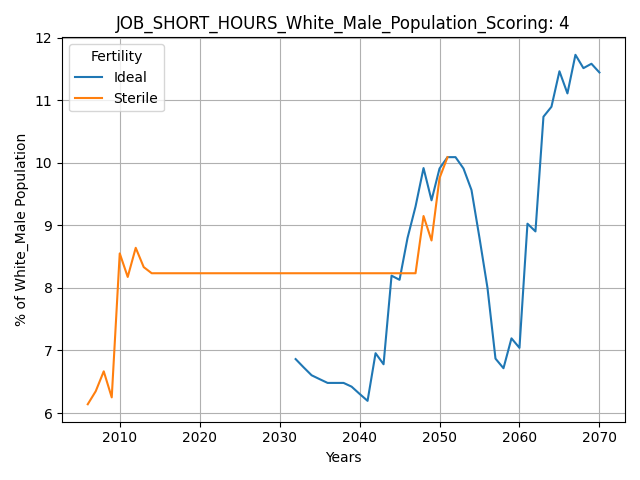 JOB_SHORT_HOURS_White_Male_Population_Scoring: 4
Fertility
Ideal
Sterile
% of White_Male Population
12
11
10
9
8
7
6
2010 2020 2030 2040 2050 2060 2070
Years